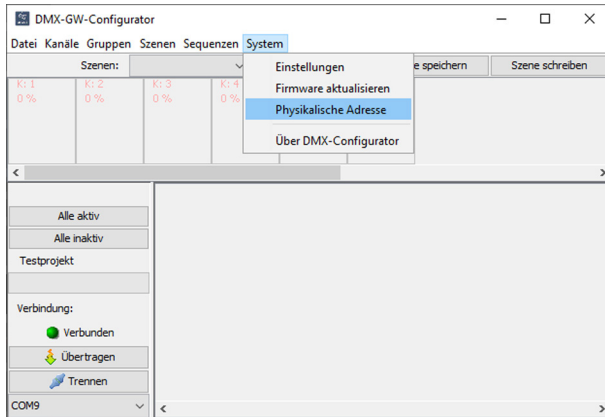 DMX-GW-Configurator
Datei Kanäle Gruppen Szenen Sequenzen System
Szenen: e speichern Szene schreiben
Einstellungen
Firmware aktualisieren
Physikalische Adresse
Über DMX-Configurator
K: 1 K: 2 K: 3 K: 4
0 % 0 % 0 % 0 %
Alle aktiv
Alle inaktiv
Testprojekt
Verbindung:
Verbunden
Übertragen
Trennen
COM9